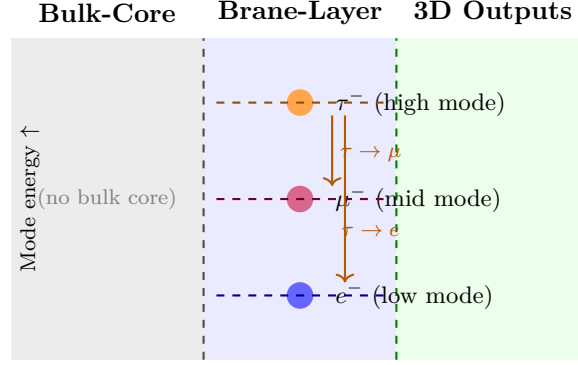 Bulk-Core Brane-Layer 3D Outputs
τ⁻ (high mode)
τ → μ
Mode energy ↑
(no bulk core)
μ⁻ (mid mode)
τ → e
e⁻ (low mode)